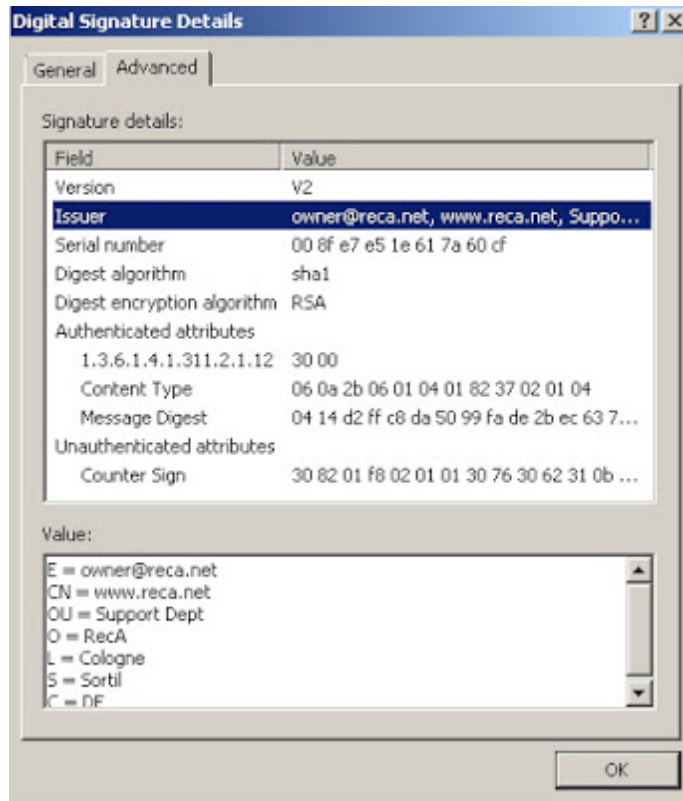 Digital Signature Details
General Advanced
Signature details:
Field Value
Version V2
Issuer owner@reca.net, www.reca.net, Suppo...
Serial number 00 8f e7 e5 1e 61 7a 60 cf
Digest algorithm sha1
Digest encryption algorithm RSA
Authenticated attributes
1.3.6.1.4.1.311.2.1.12 30 00
Content Type 06 0a 2b 06 01 04 01 82 37 02 01 04
Message Digest 04 14 d2 ff c8 da 50 99 fa de 2b ec 63 7...
Unauthenticated attributes
Counter Sign 30 82 01 f8 02 01 01 30 76 30 62 31 0b ...
Value:
E = owner@reca.net
CN = www.reca.net
OU = Support Dept
O = RecA
L = Cologne
S = Sortil
C = DE
OK